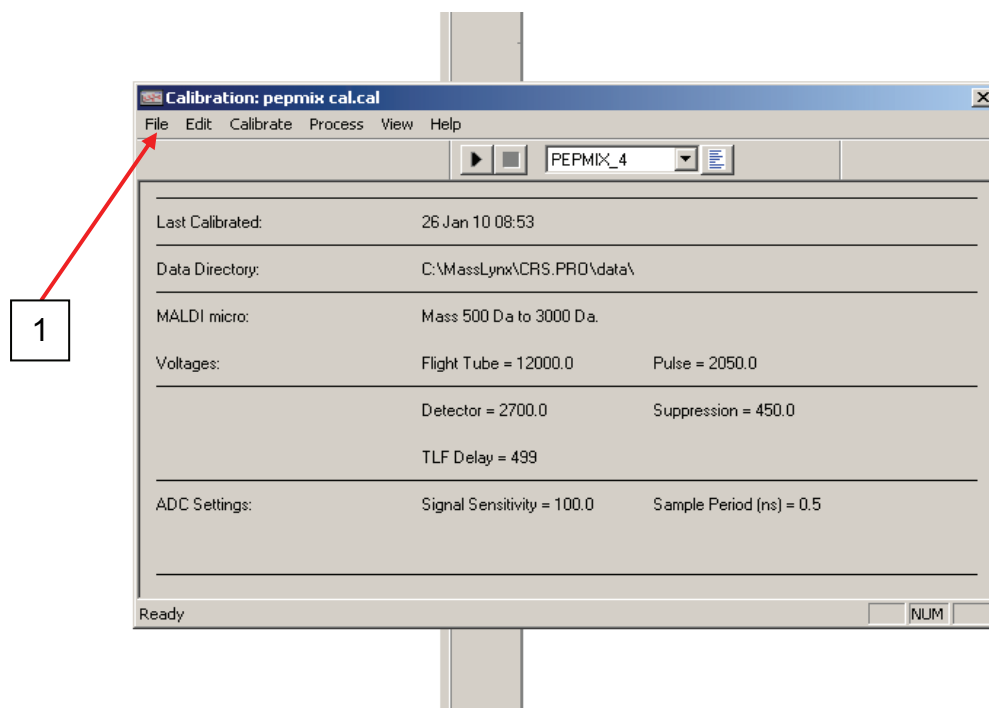 Calibration: pepmix cal.cal
File Edit Calibrate Process View Help
PEPMIX_4
Last Calibrated: 26 Jan 10 08:53
Data Directory: C:\MassLynx\CRS.PRO\data\
1
MALDI micro: Mass 500 Da to 3000 Da.
Voltages: Flight Tube = 12000.0 Pulse = 2050.0
Detector = 2700.0 Suppression = 450.0
TLF Delay = 499
ADC Settings: Signal Sensitivity = 100.0 Sample Period (ns) = 0.5
Ready NUM